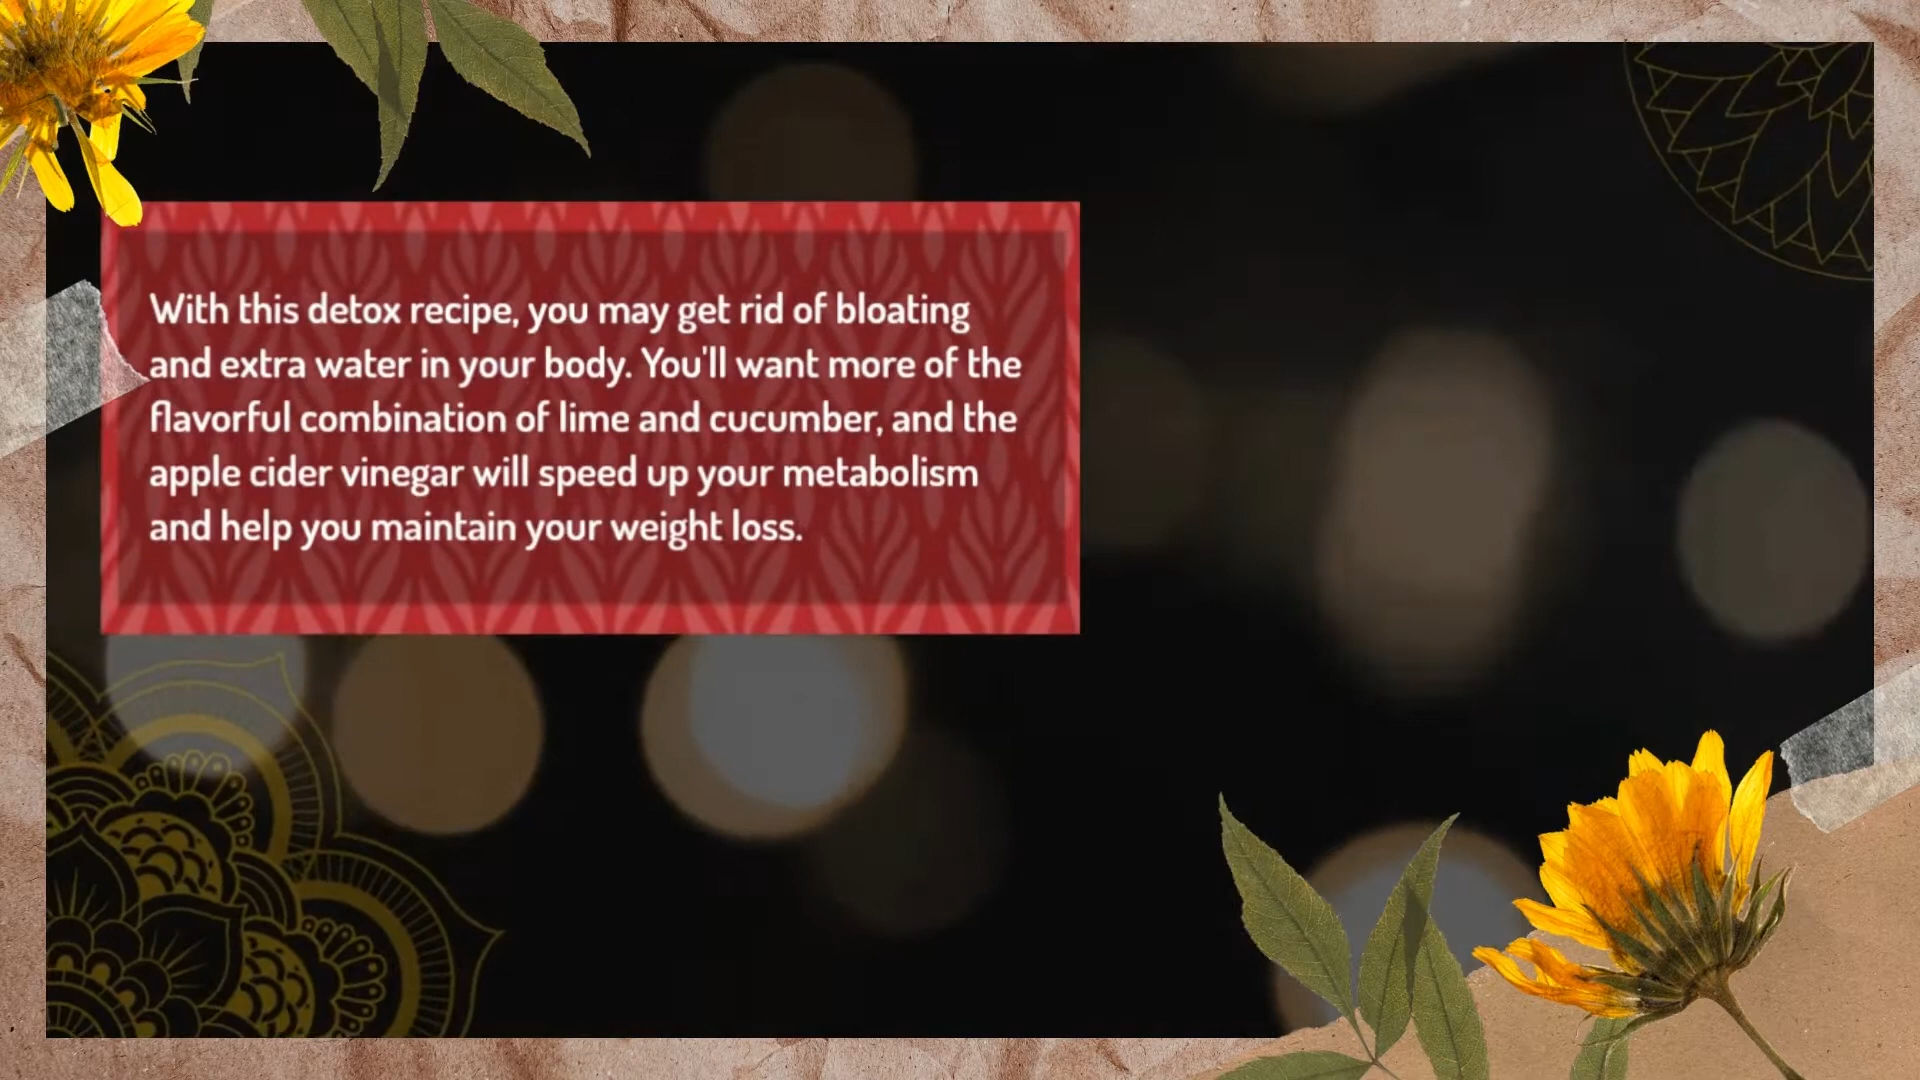 With this detox recipe, you may get rid of bloating
and extra water in your body. You'll want more of the
flavorful combination of lime and cucumber, and the
apple cider vinegar will speed up your metabolism
and help you maintain your weight loss.